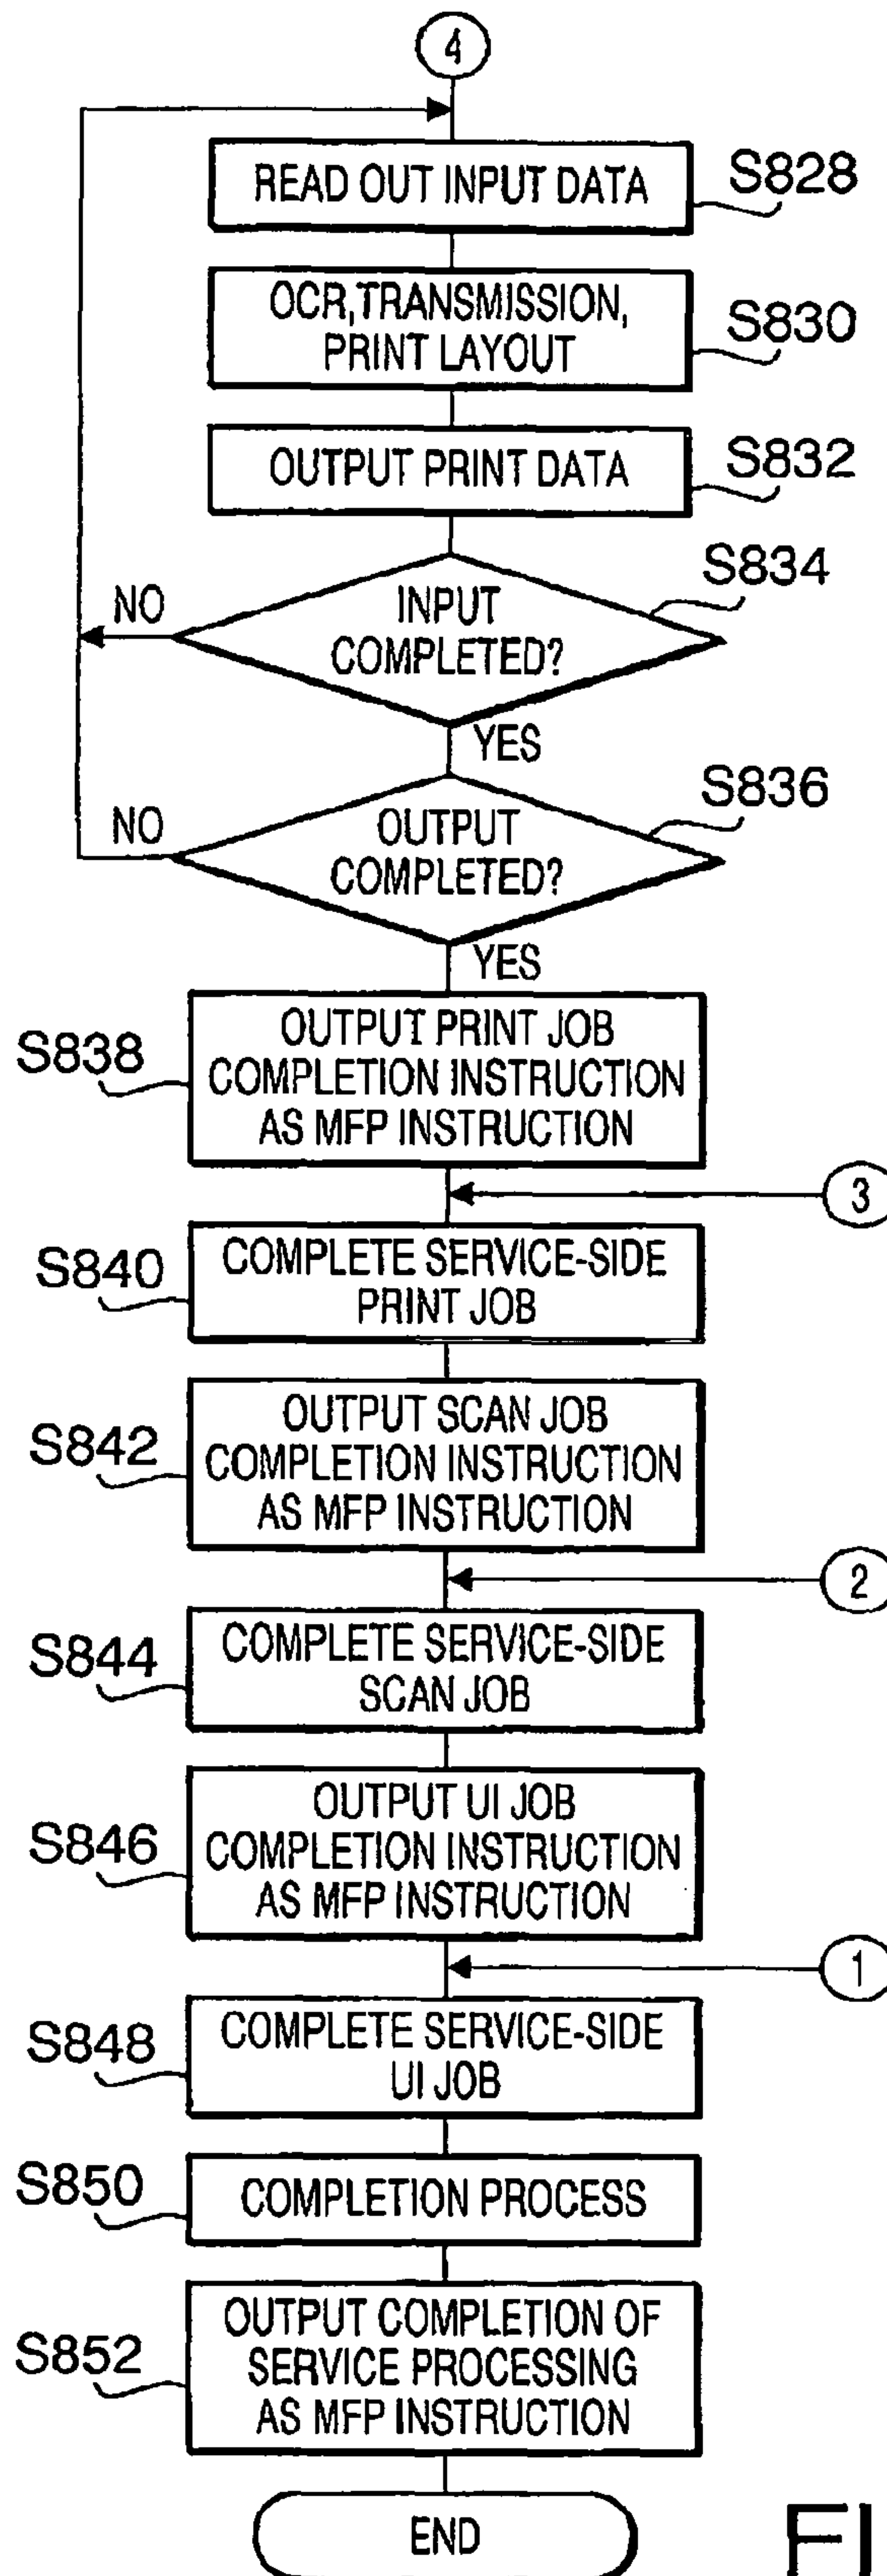 4
READ OUT INPUT DATA
S828
OCR,TRANSMISSION,
PRINT LAYOUT
S830
OUTPUT PRINT DATA
S832
S834
NO
INPUT
COMPLETED?
YES
S836
NO
OUTPUT
COMPLETED?
YES
S838
OUTPUT PRINT JOB
COMPLETION INSTRUCTION
AS MFP INSTRUCTION
3
S840
COMPLETE SERVICE-SIDE
PRINT JOB
S842
OUTPUT SCAN JOB
COMPLETION INSTRUCTION
AS MFP INSTRUCTION
2
S844
COMPLETE SERVICE-SIDE
SCAN JOB
S846
OUTPUT UI JOB
COMPLETION INSTRUCTION
AS MFP INSTRUCTION
1
S848
COMPLETE SERVICE-SIDE
UI JOB
S850
COMPLETION PROCESS
S852
OUTPUT COMPLETION OF
SERVICE PROCESSING
AS MFP INSTRUCTION
END